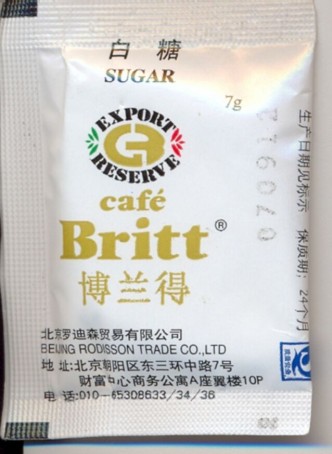 白糖
SUGAR
7g
EXPORT
RESERVE
café
Britt®
博兰得
北京罗迪森贸易有限公司
BEIJING RODISSON TRADE CO.,LTD
地 址:北京朝阳区东三环中路7号
财富中心商务公寓A座翼楼10P
电 话:010-65308633/34/38
生产日期见标示 保质期:24个月
070912